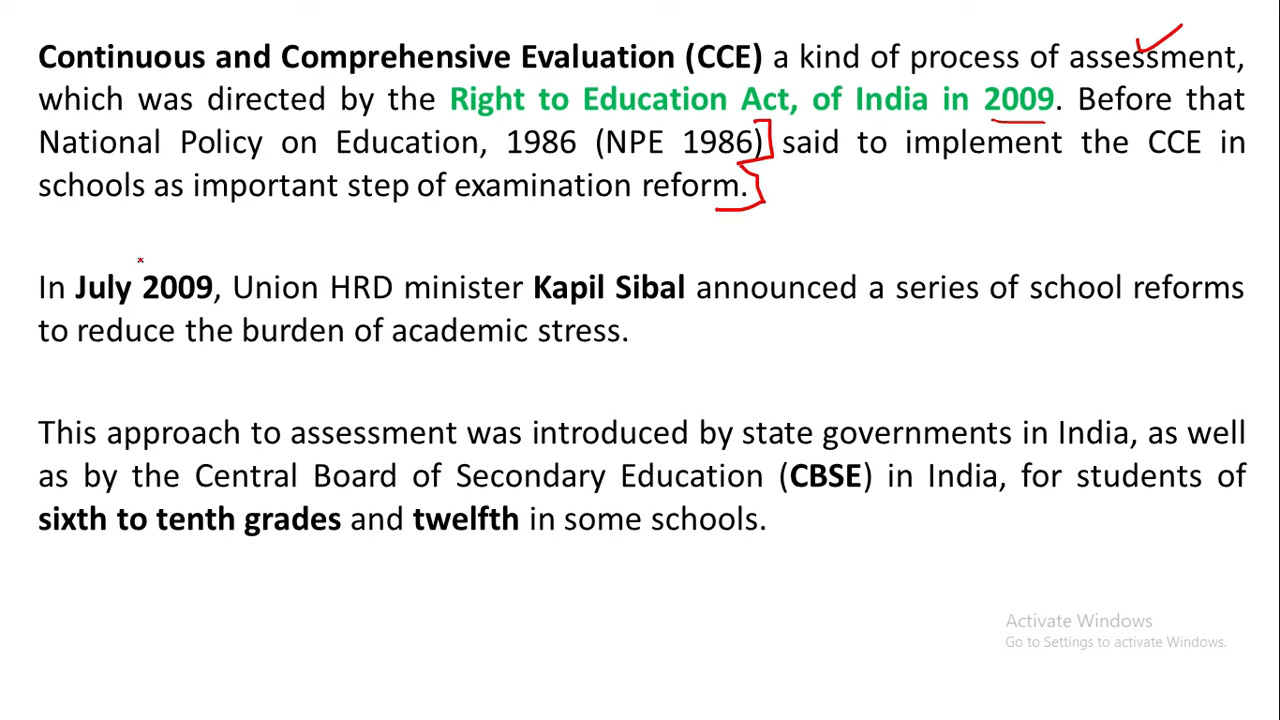 Continuous and Comprehensive Evaluation (CCE) a kind of process of assessment,
which was directed by the Right to Education Act, of India in 2009. Before that
National Policy on Education, 1986 (NPE 1986) said to implement the CCE in
schools as important step of examination reform.
In July 2009, Union HRD minister Kapil Sibal announced a series of school reforms
to reduce the burden of academic stress.
This approach to assessment was introduced by state governments in India, as well
as by the Central Board of Secondary Education (CBSE) in India, for students of
sixth to tenth grades and twelfth in some schools.
Activate Windows
Go to Settings to activate Windows.